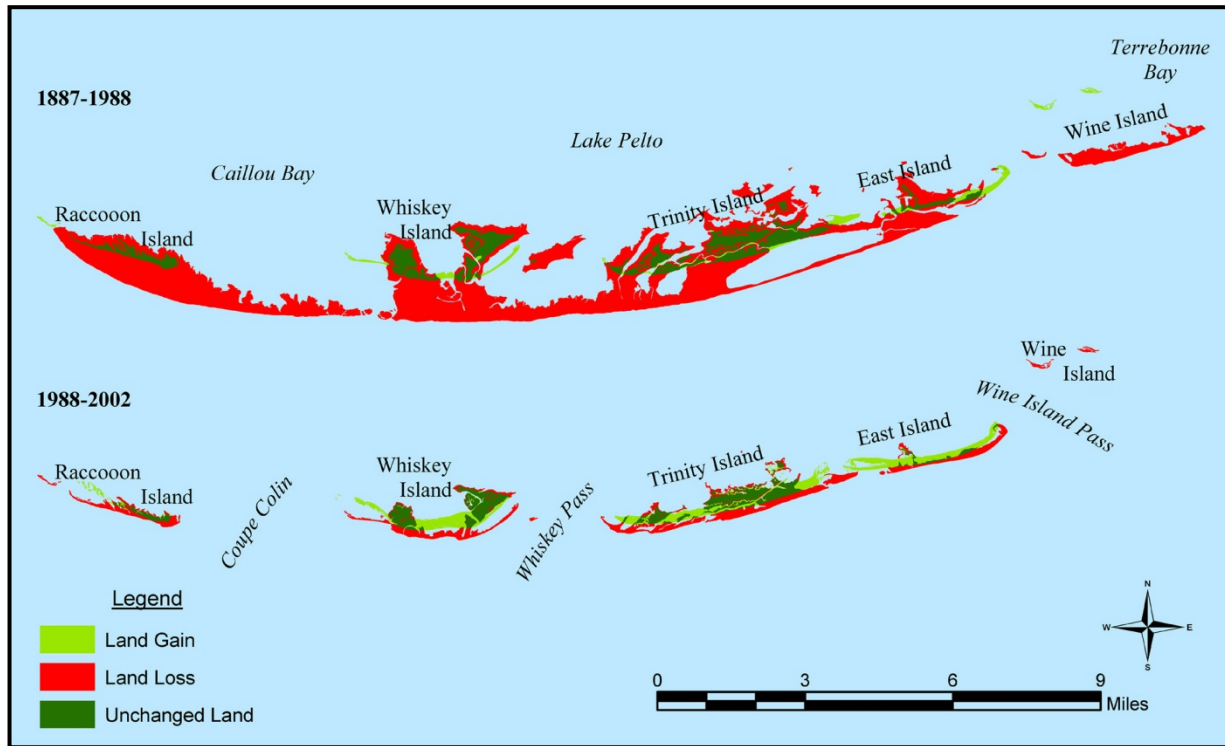 Terrebonne
Bay
1887-1988
Wine Island
Lake Pelto
Caillou Bay
East Island
Whiskey
Island
Trinity Island
Raccooon
Island
Wine
Island
1988-2002
Wine Island Pass
East Island
Raccooon
Island
Whiskey
Island
Trinity Island
Coupe Colin
Whiskey Pass
Legend
Land Gain
Land Loss
Unchanged Land
N
W
E
S
0 3 6 9
Miles